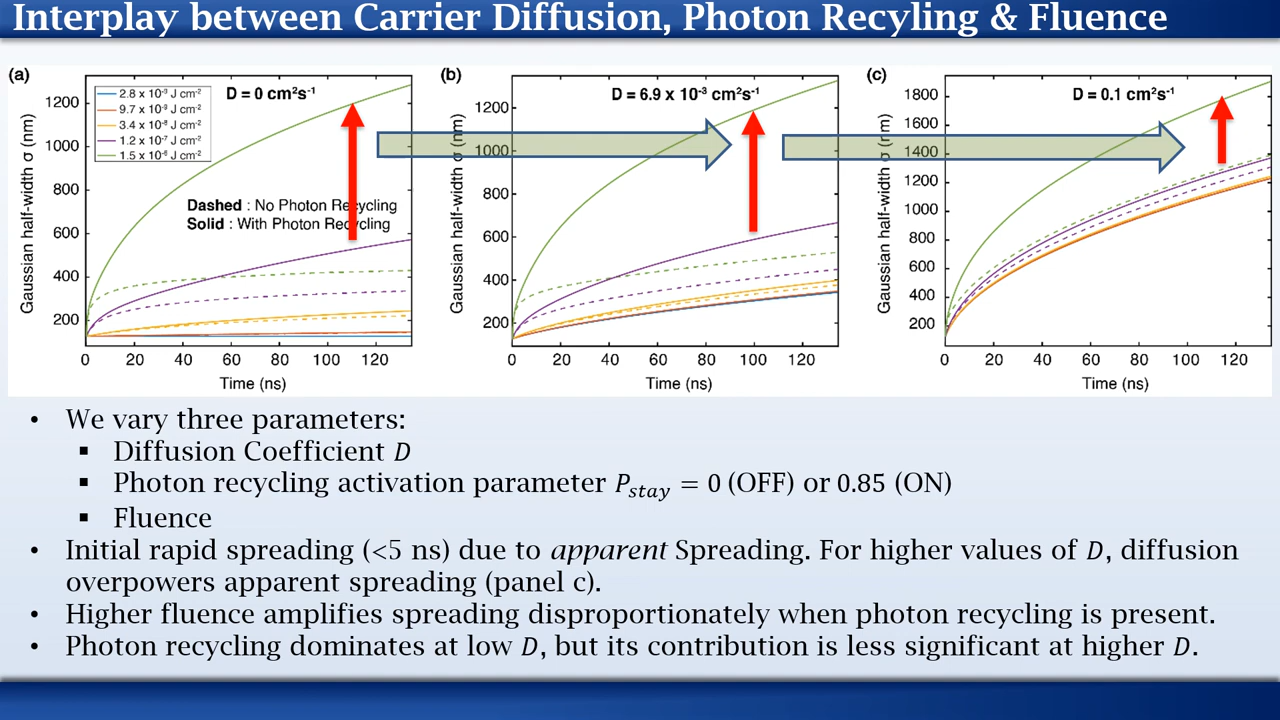 Interplay between Carrier Diffusion, Photon Recyling & Fluence
(a)
Gaussian half-width σ (nm)
1200
1000
800
600
400
200
2.8 x 10⁻⁹ J cm⁻²
9.7 x 10⁻⁹ J cm⁻²
3.4 x 10⁻⁸ J cm⁻²
1.2 x 10⁻⁷ J cm⁻²
1.5 x 10⁻⁶ J cm⁻²
D = 0 cm²s⁻¹
Dashed : No Photon Recycling
Solid : With Photon Recycling
0 20 40 60 80 100 120
Time (ns)
(b)
Gaussian half-width σ (nm)
1200
1000
800
600
400
200
D = 6.9 x 10⁻³ cm²s⁻¹
0 20 40 60 80 100 120
Time (ns)
(c)
Gaussian half-width σ (nm)
1800
1600
1400
1200
1000
800
600
400
200
D = 0.1 cm²s⁻¹
0 20 40 60 80 100 120
Time (ns)
• We vary three parameters:
▪ Diffusion Coefficient D
▪ Photon recycling activation parameter P_stay = 0 (OFF) or 0.85 (ON)
▪ Fluence
• Initial rapid spreading (<5 ns) due to apparent Spreading. For higher values of D, diffusion
overpowers apparent spreading (panel c).
• Higher fluence amplifies spreading disproportionately when photon recycling is present.
• Photon recycling dominates at low D, but its contribution is less significant at higher D.